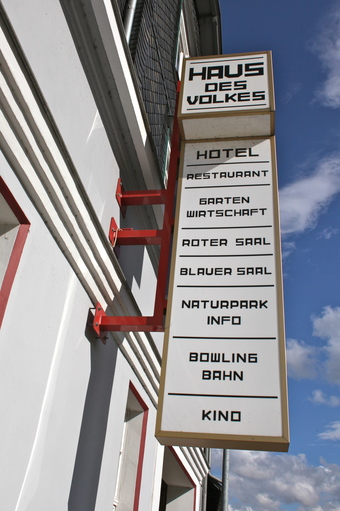 HAUS
DES
VOLKES
HOTEL
RESTAURANT
GARTEN
WIRTSCHAFT
ROTER SAAL
BLAUER SAAL
NATURPARK
INFO
BOWLING
BAHN
KINO